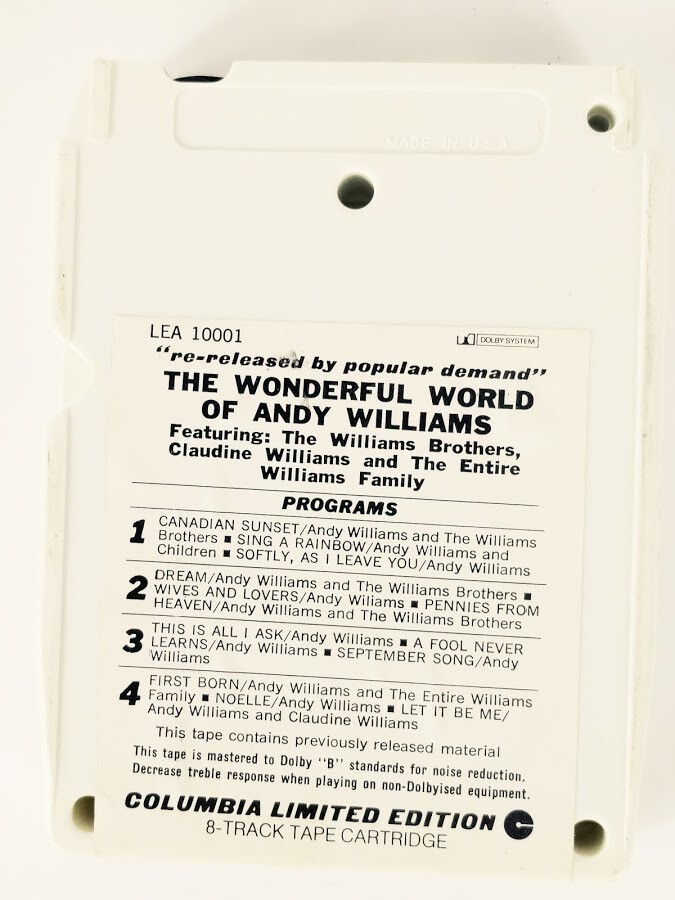 MADE IN U.S.A.
LEA 10001
DOLBY SYSTEM
"re-released by popular demand"
THE WONDERFUL WORLD
OF ANDY WILLIAMS
Featuring: The Williams Brothers,
Claudine Williams and The Entire
Williams Family
PROGRAMS
1 CANADIAN SUNSET/Andy Williams and The Williams
Brothers ■ SING A RAINBOW/Andy Williams and
Children ■ SOFTLY, AS I LEAVE YOU/Andy Williams
2 DREAM/Andy Williams and The Williams Brothers ■
WIVES AND LOVERS/Andy Williams ■ PENNIES FROM
HEAVEN/Andy Williams and The Williams Brothers
3 THIS IS ALL I ASK/Andy Williams ■ A FOOL NEVER
LEARNS/Andy Williams ■ SEPTEMBER SONG/Andy
Williams
4 FIRST BORN/Andy Williams and The Entire Williams
Family ■ NOELLE/Andy Williams ■ LET IT BE ME/
Andy Williams and Claudine Williams
This tape contains previously released material
This tape is mastered to Dolby "B" standards for noise reduction.
Decrease treble response when playing on non-Dolbyised equipment.
COLUMBIA LIMITED EDITION
8-TRACK TAPE CARTRIDGE